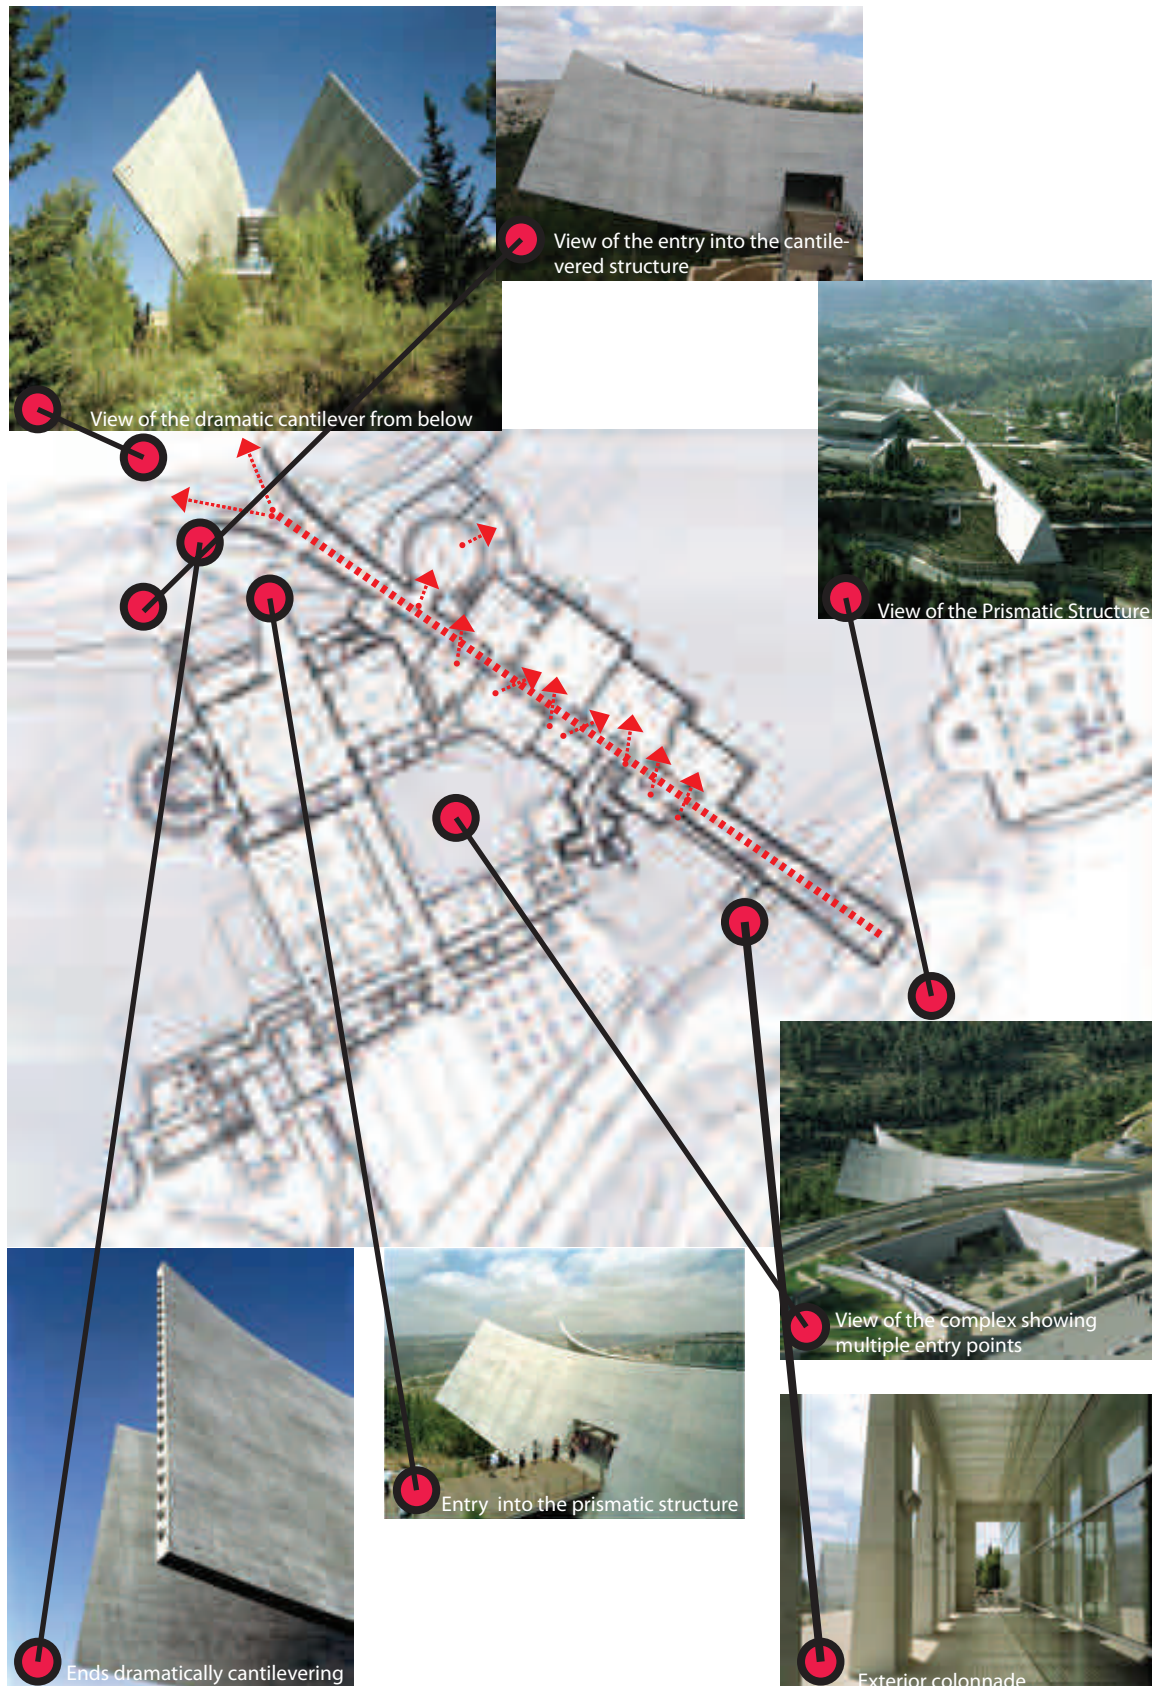 View of the entry into the cantile-
vered structure
View of the dramatic cantilever from below
View of the Prismatic Structure
View of the complex showing
multiple entry points
Entry into the prismatic structure
Ends dramatically cantilevering
Exterior colonnade